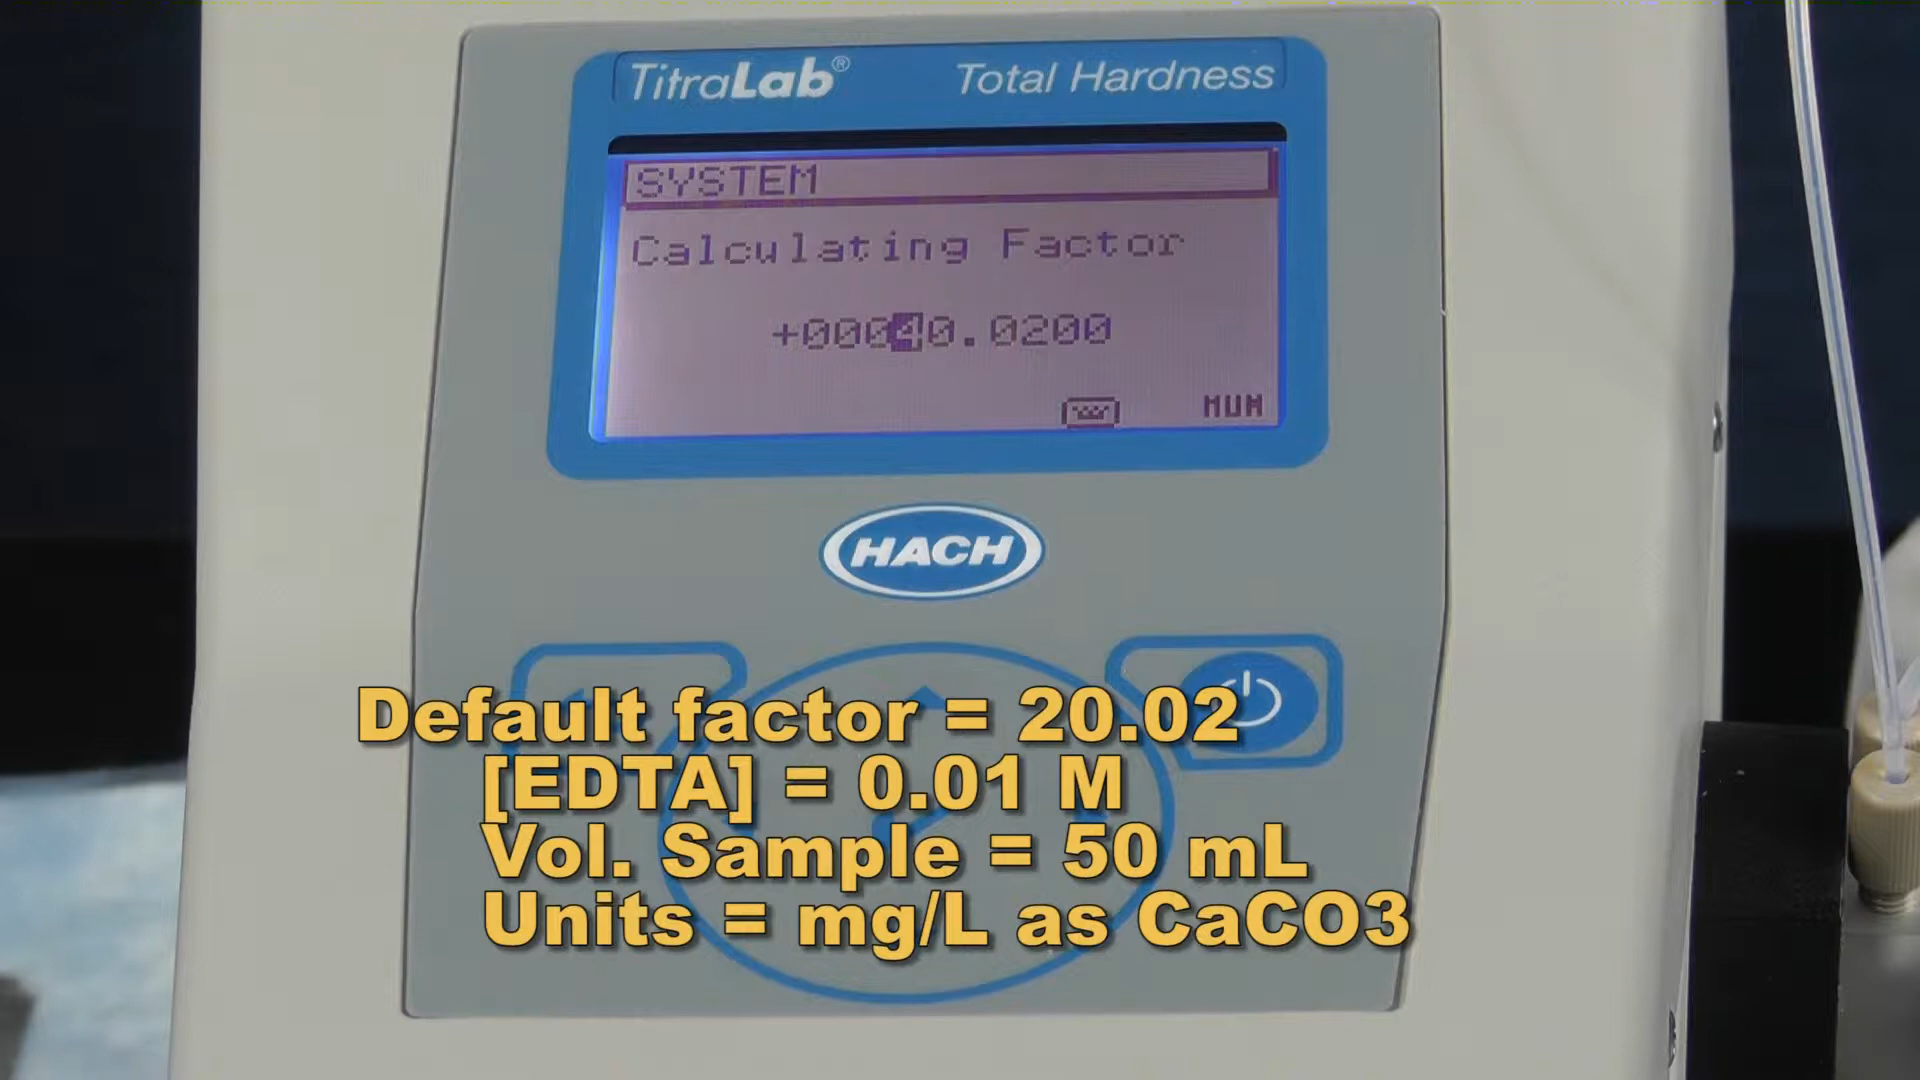 TitraLab® Total Hardness
SYSTEM
Calculating Factor
+00040.0200
NUM
HACH
Default factor = 20.02
[EDTA] = 0.01 M
Vol. Sample = 50 mL
Units = mg/L as CaCO3